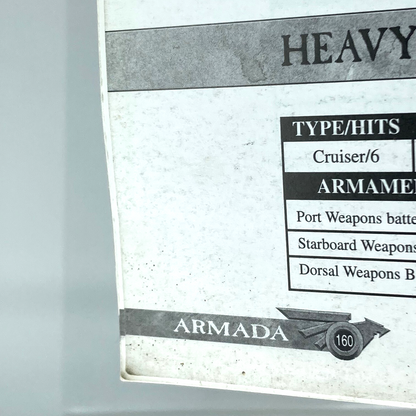 HEAVY
TYPE/HITS
Cruiser/6
ARMAME
Port Weapons batte
Starboard Weapons
Dorsal Weapons B
ARMADA
160